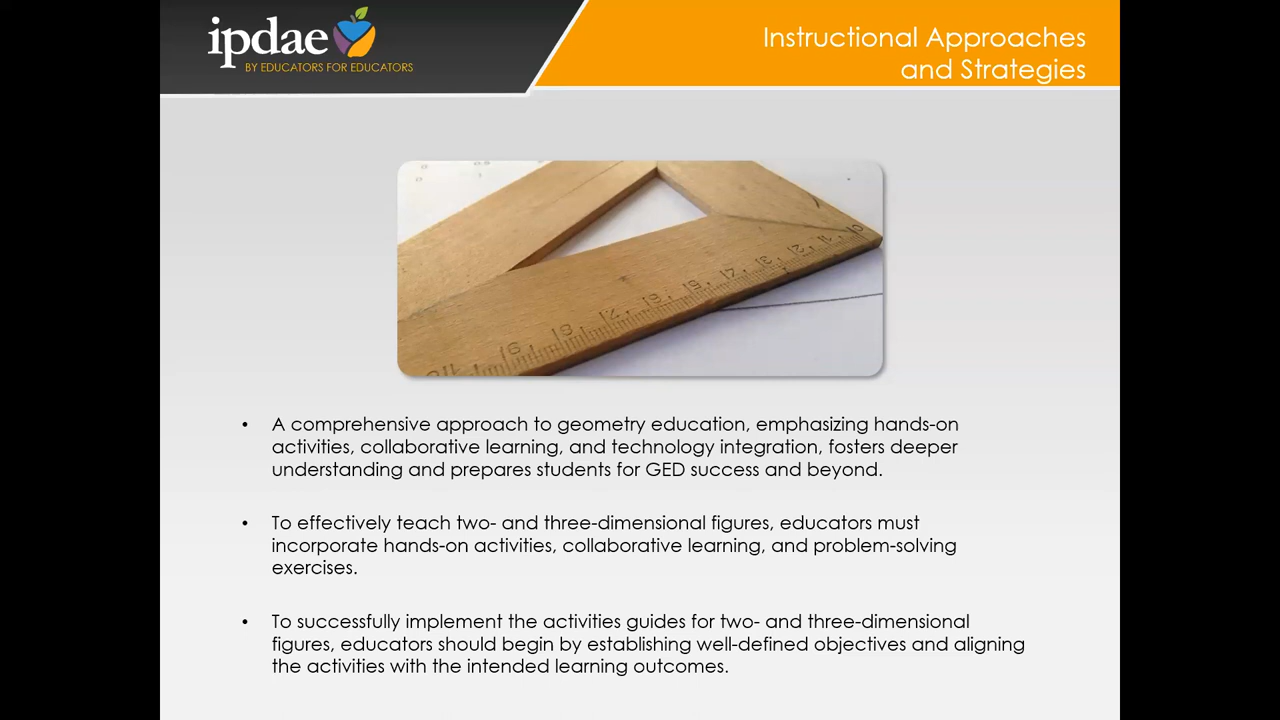 ipdae
BY EDUCATORS FOR EDUCATORS
Instructional Approaches
and Strategies
• A comprehensive approach to geometry education, emphasizing hands-on
activities, collaborative learning, and technology integration, fosters deeper
understanding and prepares students for GED success and beyond.
• To effectively teach two- and three-dimensional figures, educators must
incorporate hands-on activities, collaborative learning, and problem-solving
exercises.
• To successfully implement the activities guides for two- and three-dimensional
figures, educators should begin by establishing well-defined objectives and aligning
the activities with the intended learning outcomes.